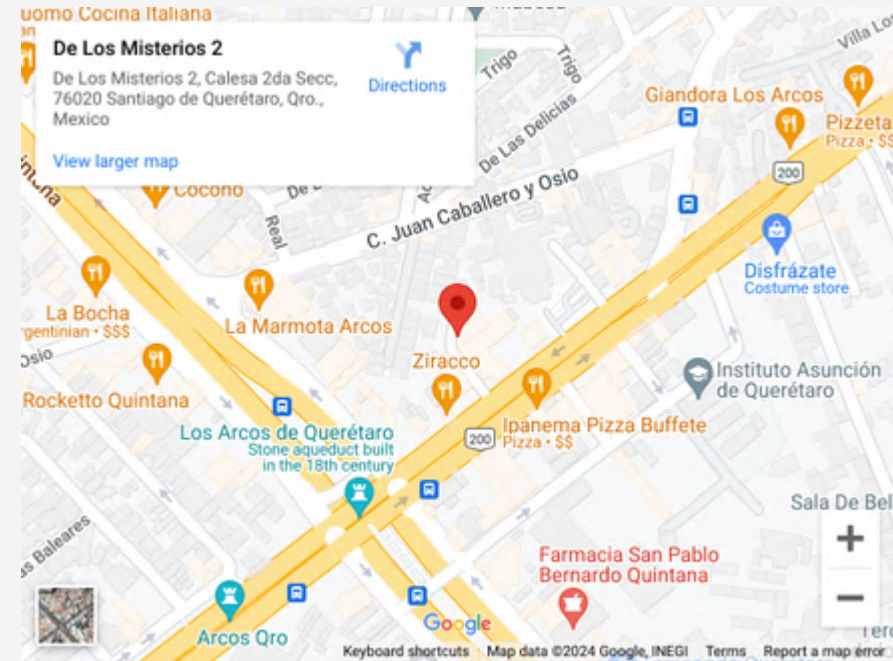 uomo Cocina Italiana
De Los Misterios 2
De Los Misterios 2, Calesa 2da Secc,
76020 Santiago de Querétaro, Qro.,
Mexico
Directions
View larger map
Trigo
Trigo
Villa Los
Giandora Los Arcos
Pizzeta
Pizza • $$
200
De Las Delicias
C. Juan Caballero y Osio
Cocono
Real
Disfrázate
Costume store
La Bocha
rgentinian • $$$
Osio
La Marmota Arcos
Ziracco
Rocketto Quintana
Instituto Asunción
de Querétaro
Ipanema Pizza Buffete
Pizza • $$
200
Los Arcos de Querétaro
Stone aqueduct built
in the 18th century
Sala De Bel
as Baleares
Farmacia San Pablo
Bernardo Quintana
Arcos Qro
Google
+
−
Keyboard shortcuts Map data ©2024 Google, INEGI Terms Report a map error